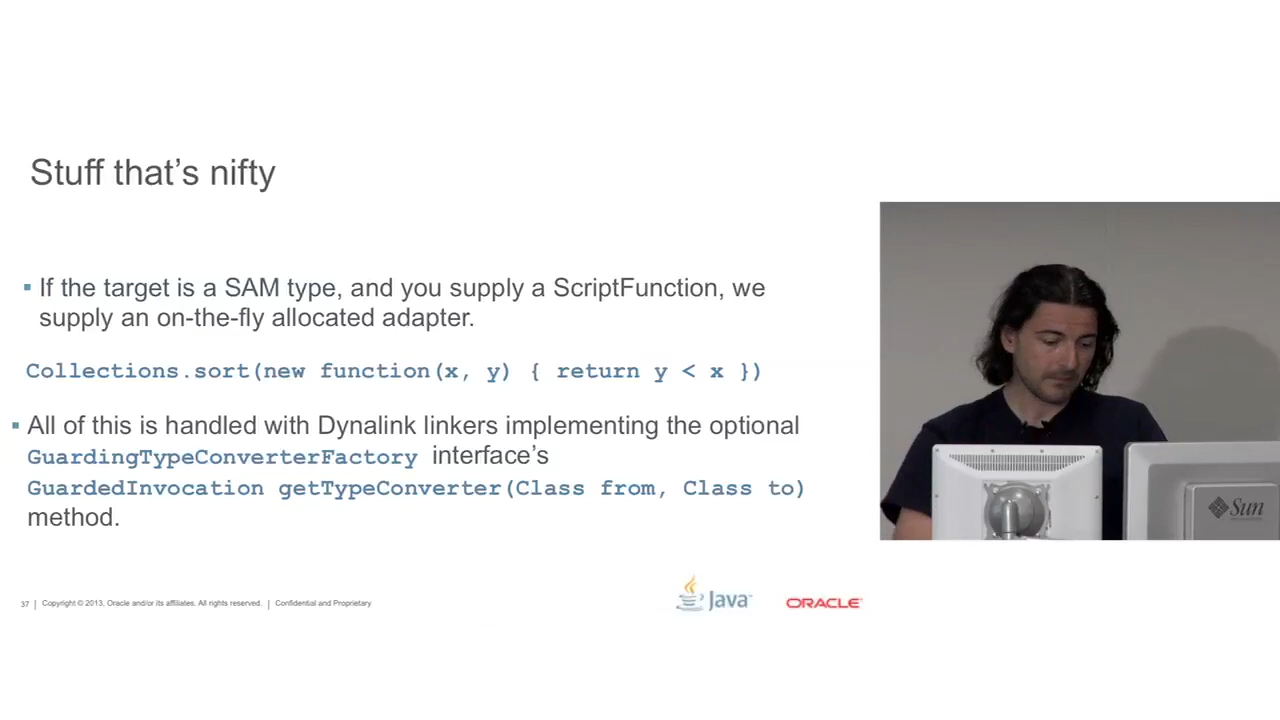 Stuff that's nifty
▪ If the target is a SAM type, and you supply a ScriptFunction, we
supply an on-the-fly allocated adapter.
Collections.sort(new function(x, y) { return y < x })
▪ All of this is handled with Dynalink linkers implementing the optional
GuardingTypeConverterFactory interface's
GuardedInvocation getTypeConverter(Class from, Class to)
method.
37 | Copyright © 2013, Oracle and/or its affiliates. All rights reserved. | Confidential and Proprietary
Java
ORACLE
Sun